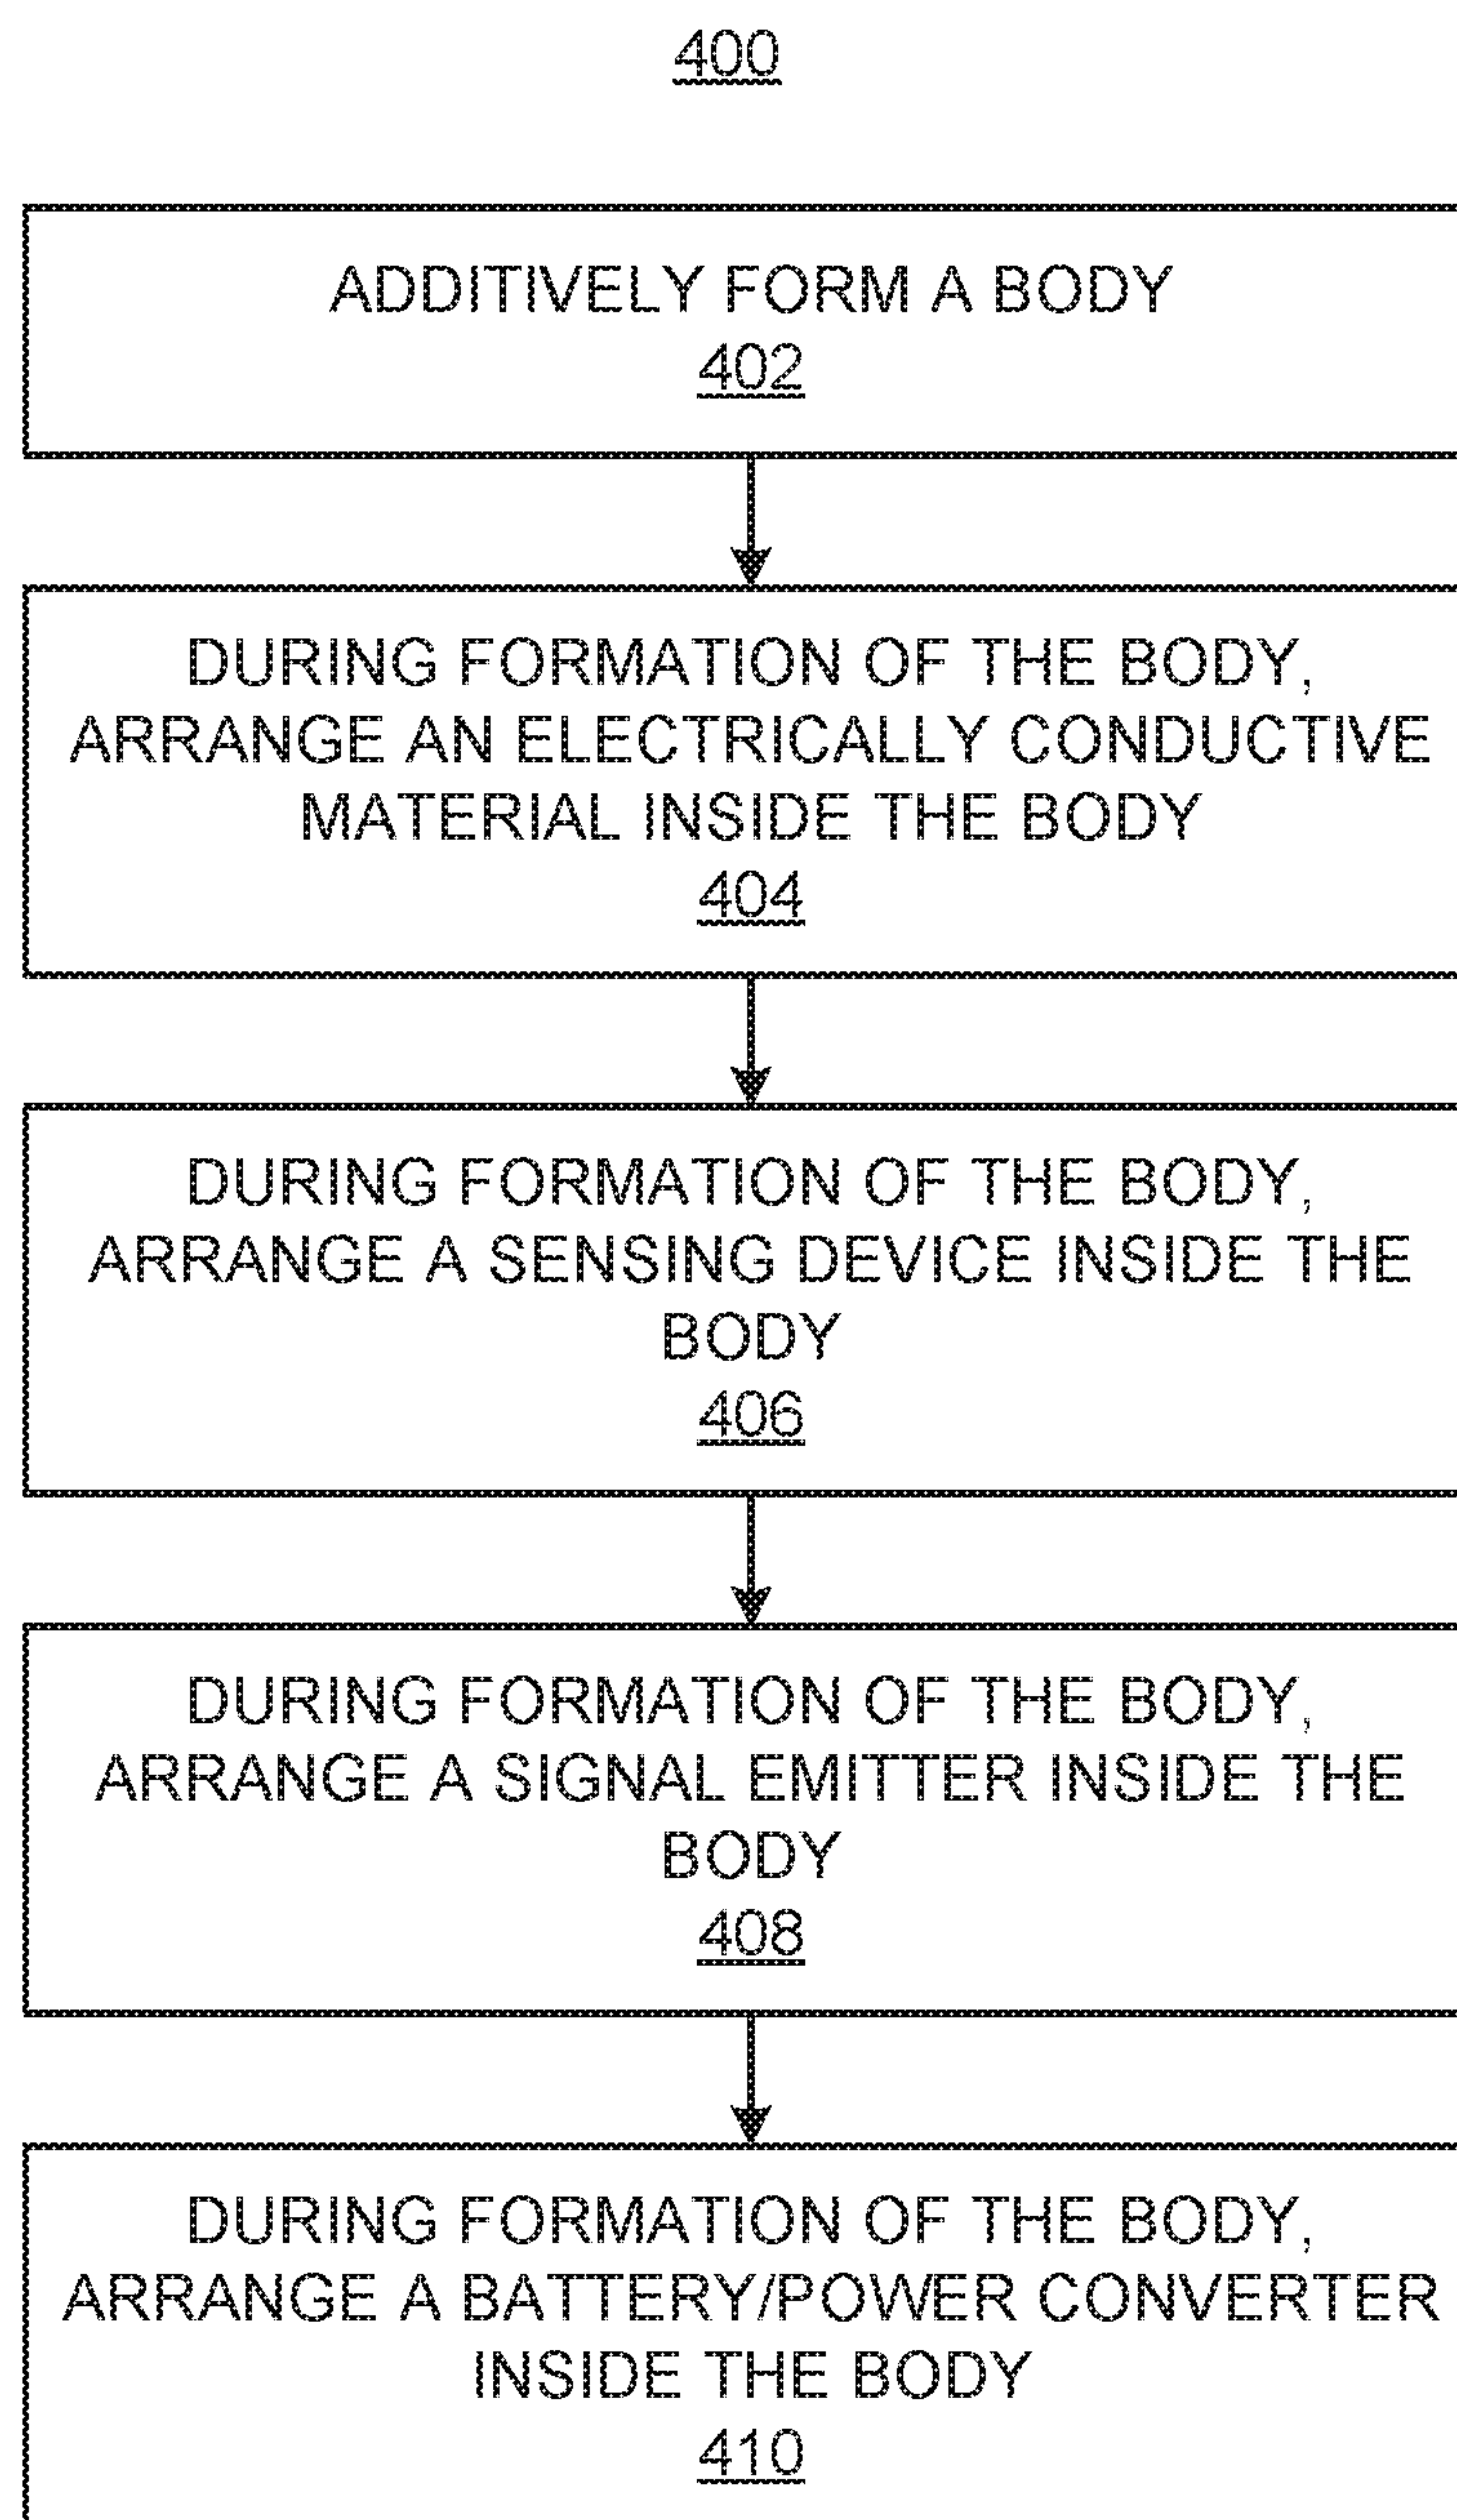 400
ADDITIVELY FORM A BODY
402
DURING FORMATION OF THE BODY,
ARRANGE AN ELECTRICALLY CONDUCTIVE
MATERIAL INSIDE THE BODY
404
DURING FORMATION OF THE BODY,
ARRANGE A SENSING DEVICE INSIDE THE
BODY
406
DURING FORMATION OF THE BODY,
ARRANGE A SIGNAL EMITTER INSIDE THE
BODY
408
DURING FORMATION OF THE BODY,
ARRANGE A BATTERY/POWER CONVERTER
INSIDE THE BODY
410